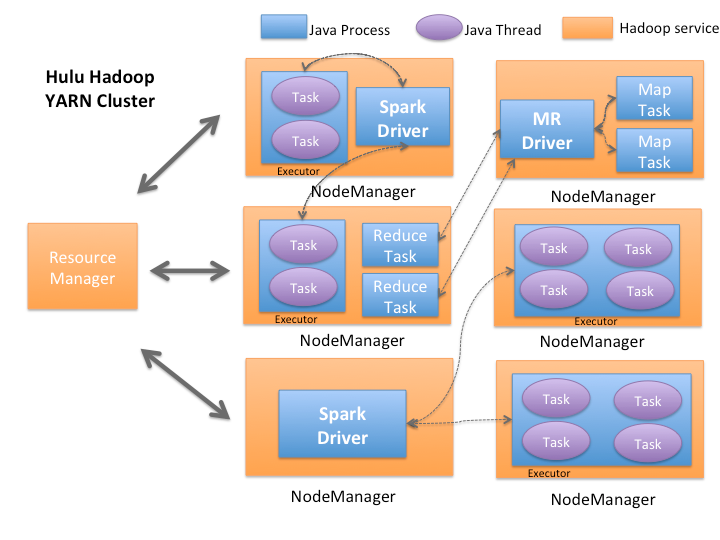 Java Process
Java Thread
Hadoop service
Hulu Hadoop
YARN Cluster
Task
Task
Executor
Spark
Driver
NodeManager
MR
Driver
Map
Task
Map
Task
NodeManager
Resource
Manager
Task
Task
Executor
Reduce
Task
Reduce
Task
NodeManager
Task
Task
Task
Task
Executor
NodeManager
Spark
Driver
NodeManager
Task
Task
Task
Task
Executor
NodeManager